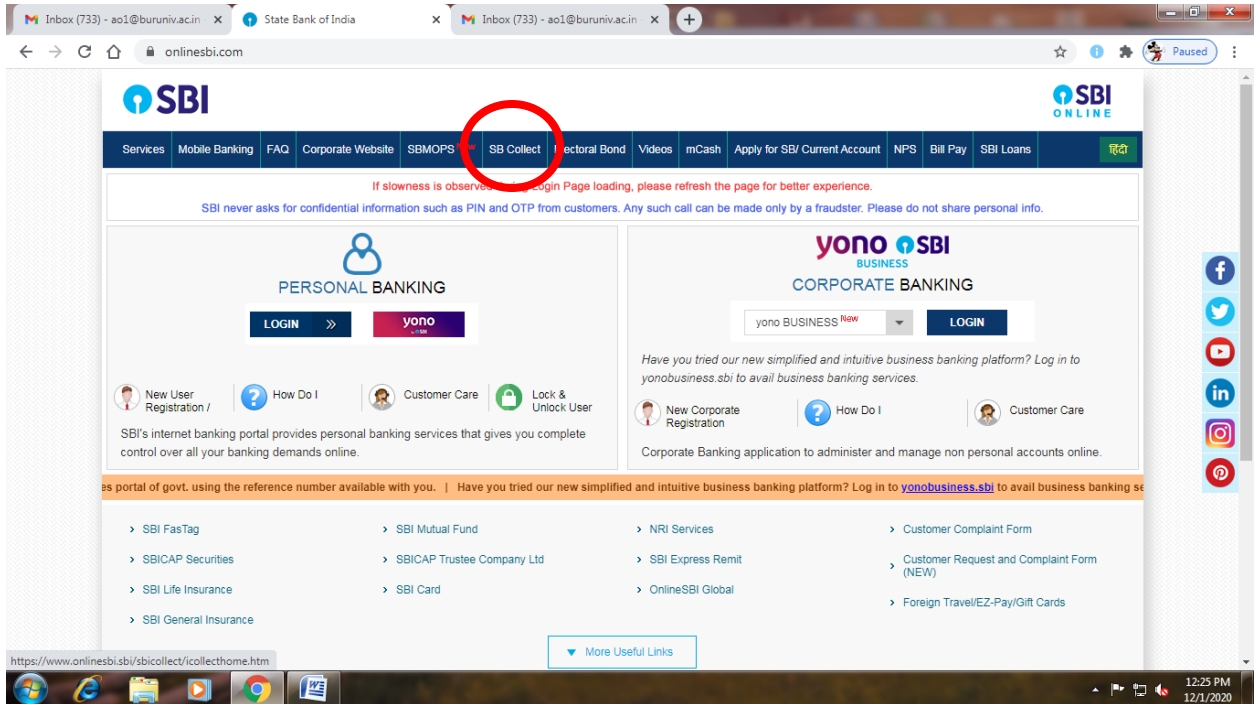 Inbox (733) - ao1@buruniv.ac.in
State Bank of India
Inbox (733) - ao1@buruniv.ac.in
onlinesbi.com
Paused
SBI
SBI
ONLINE
Services Mobile Banking FAQ Corporate Website SBMOPS New SB Collect Electoral Bond Videos mCash Apply for SB/ Current Account NPS Bill Pay SBI Loans हिंदी
If slowness is observed during Login Page loading, please refresh the page for better experience.
SBI never asks for confidential information such as PIN and OTP from customers. Any such call can be made only by a fraudster. Please do not share personal info.
PERSONAL BANKING
LOGIN »
yono
SBI
New User
Registration /
How Do I
Customer Care
Lock &
Unlock User
SBI's internet banking portal provides personal banking services that gives you complete
control over all your banking demands online.
yono SBI
BUSINESS
CORPORATE BANKING
yono BUSINESS New
LOGIN
Have you tried our new simplified and intuitive business banking platform? Log in to
yonobusiness.sbi to avail business banking services.
New Corporate
Registration
How Do I
Customer Care
Corporate Banking application to administer and manage non personal accounts online.
es portal of govt. using the reference number available with you. | Have you tried our new simplified and intuitive business banking platform? Log in to yonobusiness.sbi to avail business banking se
SBI FasTag
SBI Mutual Fund
NRI Services
Customer Complaint Form
SBICAP Securities
SBICAP Trustee Company Ltd
SBI Express Remit
Customer Request and Complaint Form
(NEW)
SBI Life Insurance
SBI Card
OnlineSBI Global
Foreign Travel/EZ-Pay/Gift Cards
SBI General Insurance
More Useful Links
https://www.onlinesbi.sbi/sbicollect/icollecthome.htm
12:25 PM
12/1/2020